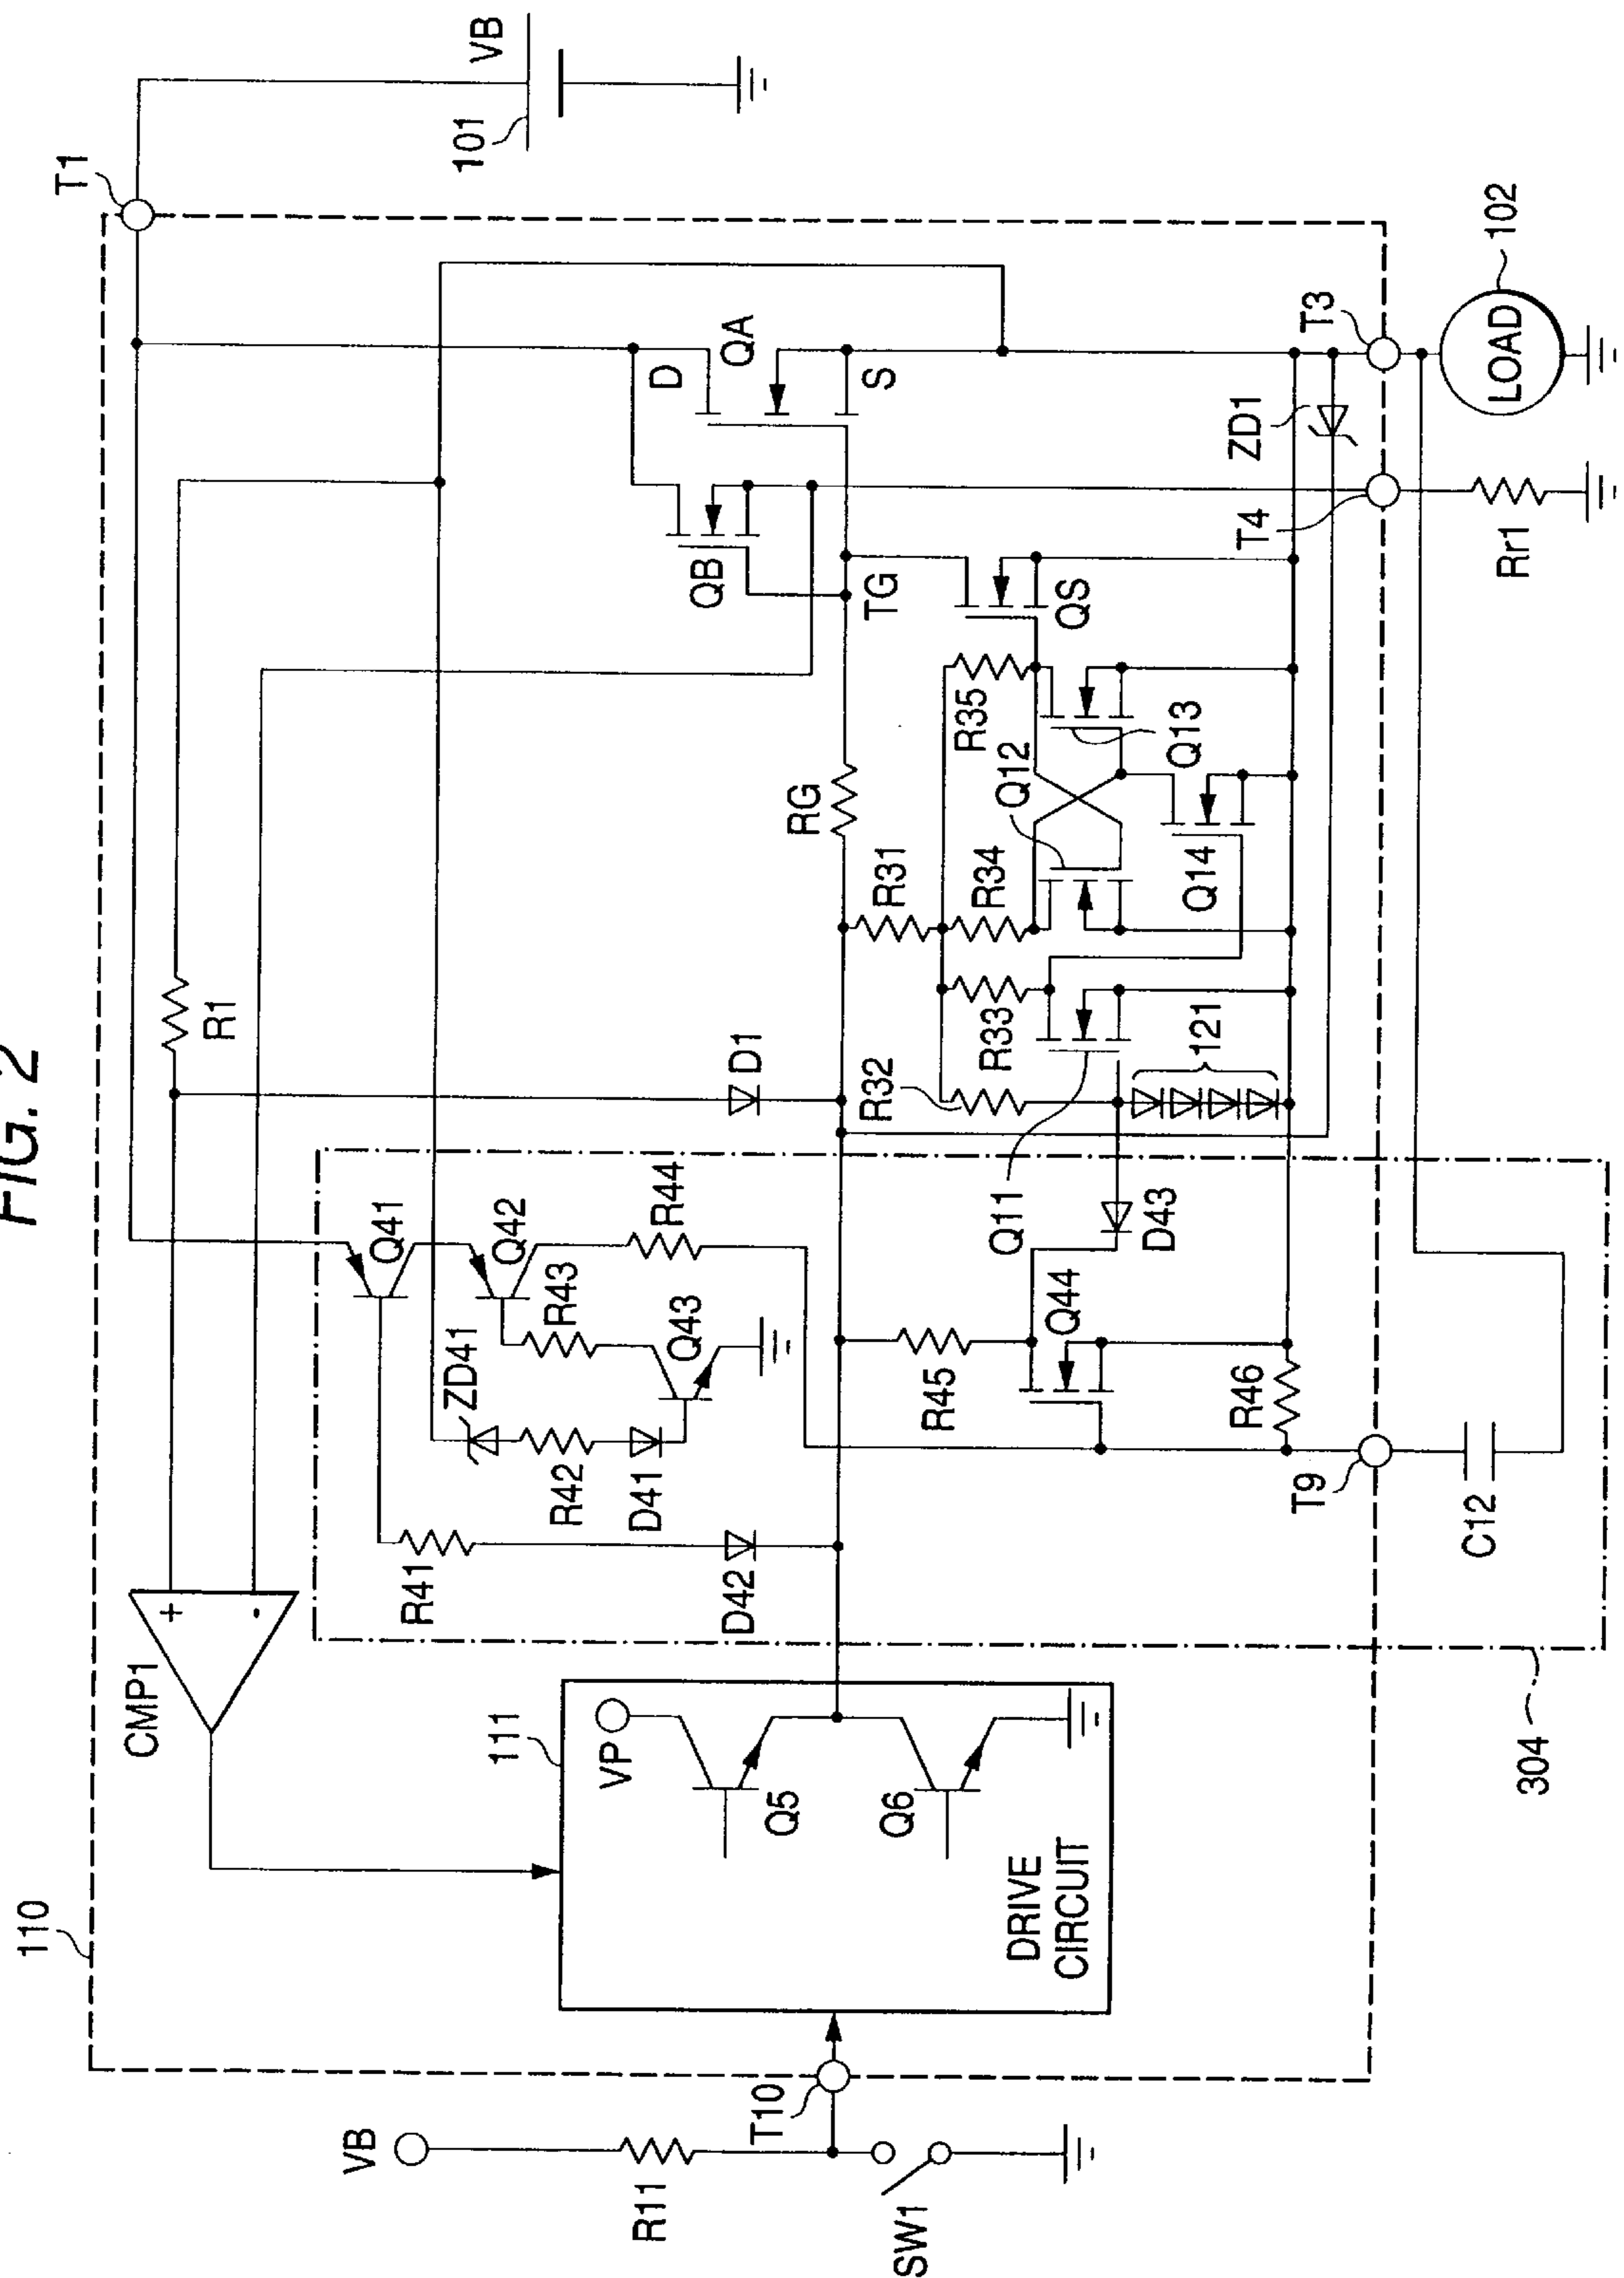 FIG. 2
110
T1
VB
101
CMP1
+
-
R1
D
QA
S
QB
TG
RG
D1
Q41
Q42
R43
R44
Q43
ZD41
R42
D41
R41
D42
111
VP
Q5
Q6
DRIVE
CIRCUIT
VB
R11
T10
SW1
R31
R32
R33
R34
R35
Q12
Q13
QS
Q14
Q11
121
D43
Q44
R45
R46
ZD1
T3
T4
102
LOAD
Rr1
T9
C12
304